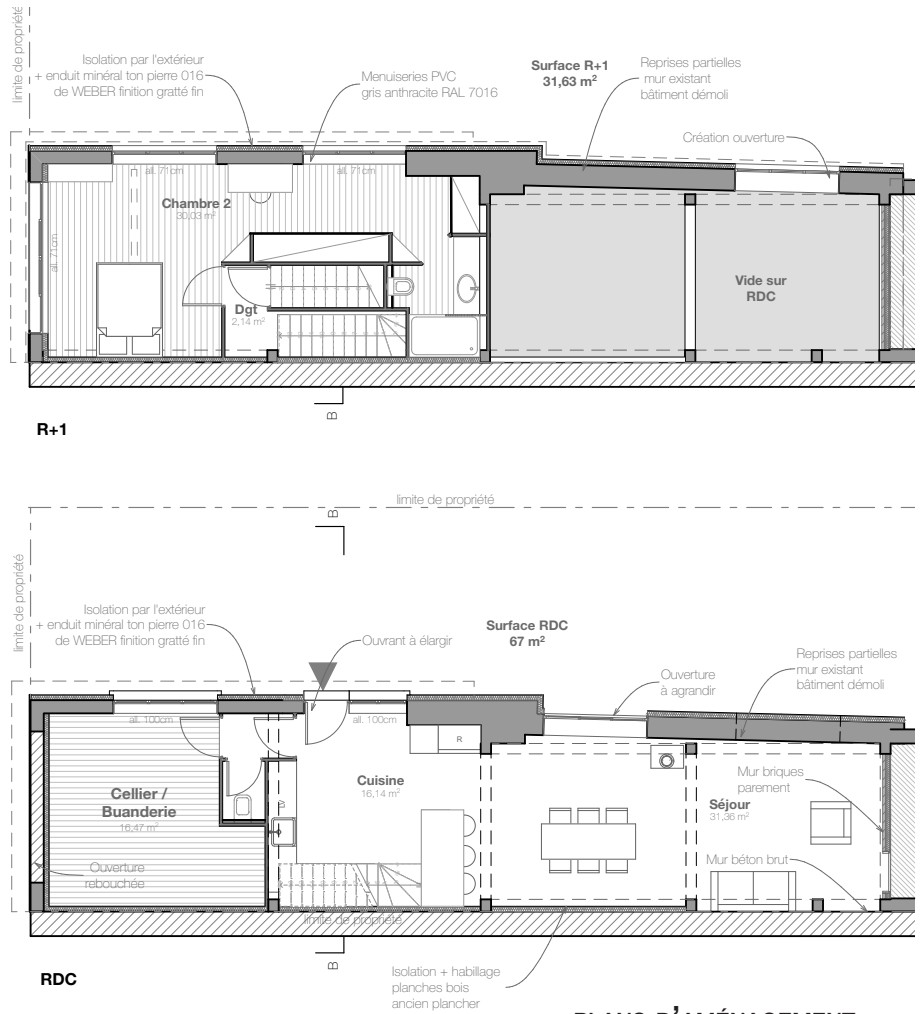 limite de propriété
Isolation par l'extérieur
+ enduit minéral ton pierre 016
de WEBER finition gratté fin
Menuiseries PVC
gris anthracite RAL 7016
Surface R+1
31,63 m²
Reprises partielles
mur existant
bâtiment démoli
Création ouverture
all. 71cm
all. 71cm
all. 71cm
Chambre 2
30,03 m²
Dgt
2,14 m²
Vide sur
RDC
B
R+1
limite de propriété
B
limite de propriété
Isolation par l'extérieur
+ enduit minéral ton pierre 016
de WEBER finition gratté fin
Ouvrant à élargir
Surface RDC
67 m²
Ouverture
à agrandir
Reprises partielles
mur existant
bâtiment démoli
all. 100cm
all. 100cm
R
Cuisine
16,14 m²
Cellier /
Buanderie
16,47 m²
LV
Mur briques
parement
Séjour
31,36 m²
Ouverture
rebouchée
Mur béton brut
limite de propriété
B
RDC
Isolation + habillage
planches bois
ancien plancher
PLANS D'AMÉNAGEMENT